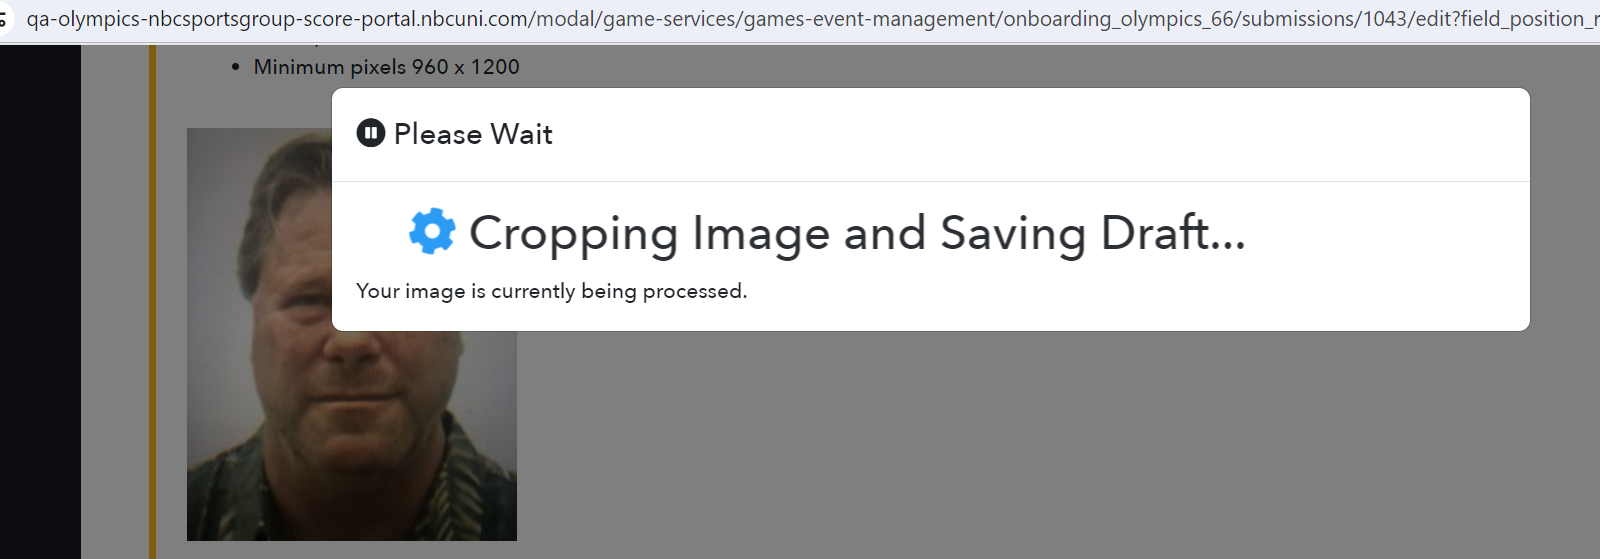 qa-olympics-nbcsportsgroup-score-portal.nbcuni.com/modal/game-services/games-event-management/onboarding_olympics_66/submissions/1043/edit?field_position_r
• Minimum pixels 960 x 1200
Please Wait
Cropping Image and Saving Draft...
Your image is currently being processed.